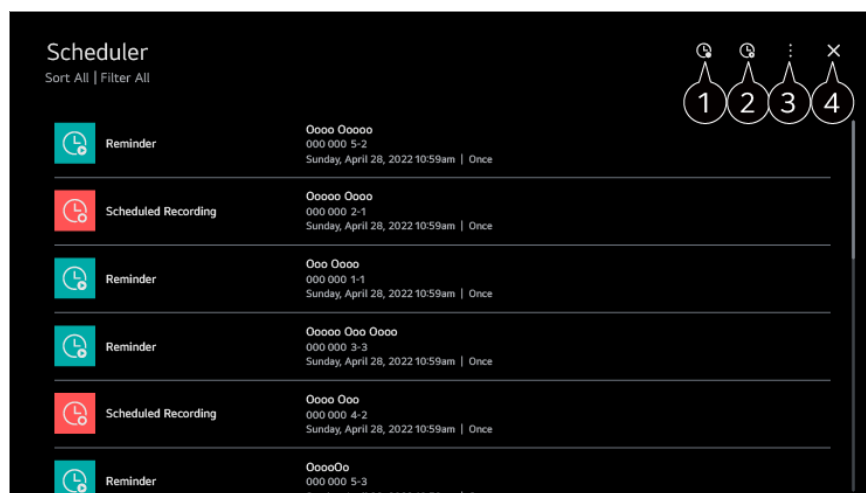 Scheduler
Sort All | Filter All
1 2 3 4
Reminder
Oooo Ooooo
000 000 5-2
Sunday, April 28, 2022 10:59am | Once
Scheduled Recording
Ooooo Oooo
000 000 2-1
Sunday, April 28, 2022 10:59am | Once
Reminder
Ooo Oooo
000 000 1-1
Sunday, April 28, 2022 10:59am | Once
Reminder
Ooooo Ooo Oooo
000 000 3-3
Sunday, April 28, 2022 10:59am | Once
Scheduled Recording
Oooo Ooo
000 000 4-2
Sunday, April 28, 2022 10:59am | Once
Reminder
OoooOo
000 000 5-3